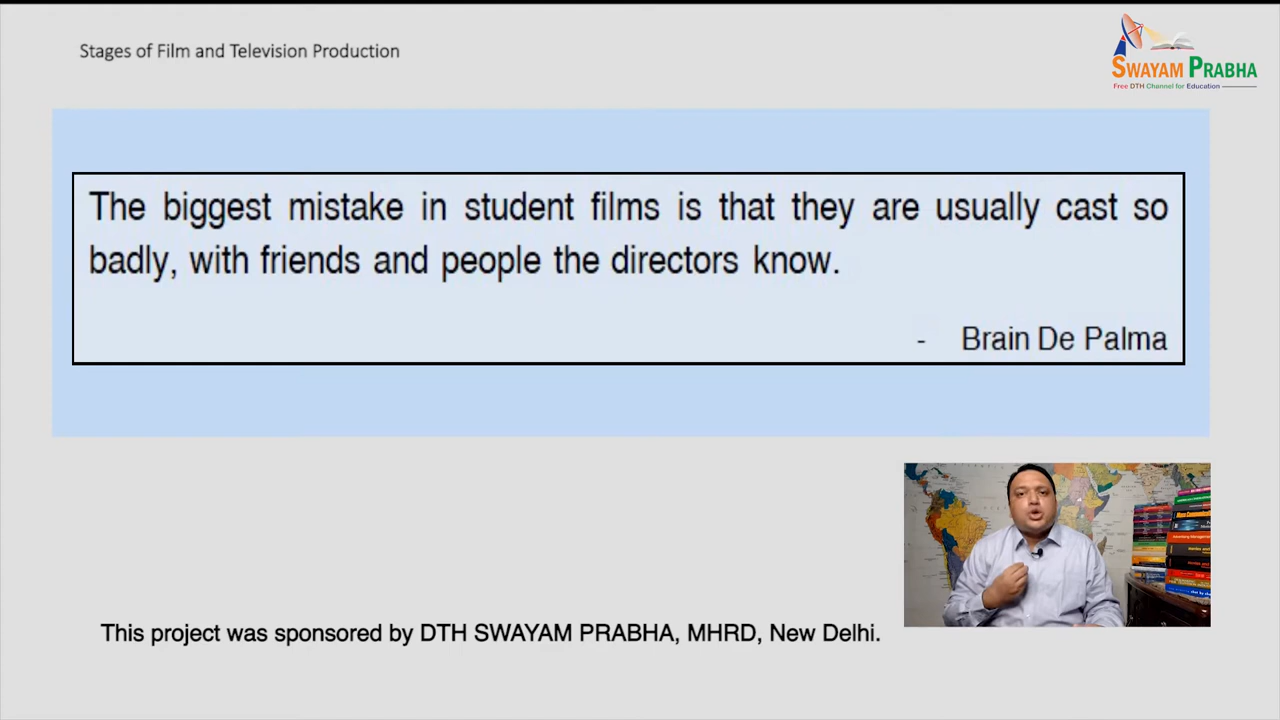 Stages of Film and Television Production
SWAYAM PRABHA
Free DTH Channel for Education
The biggest mistake in student films is that they are usually cast so
badly, with friends and people the directors know.
- Brain De Palma
This project was sponsored by DTH SWAYAM PRABHA, MHRD, New Delhi.